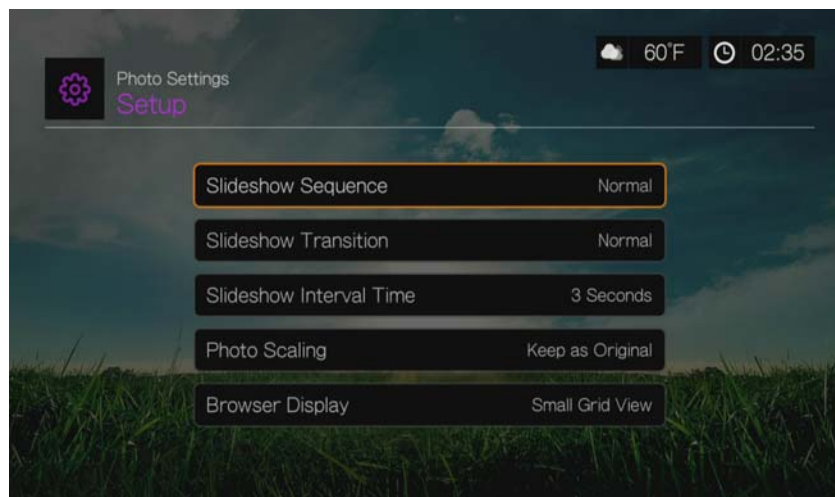 60°F 02:35
Photo Settings
Setup
Slideshow Sequence Normal
Slideshow Transition Normal
Slideshow Interval Time 3 Seconds
Photo Scaling Keep as Original
Browser Display Small Grid View